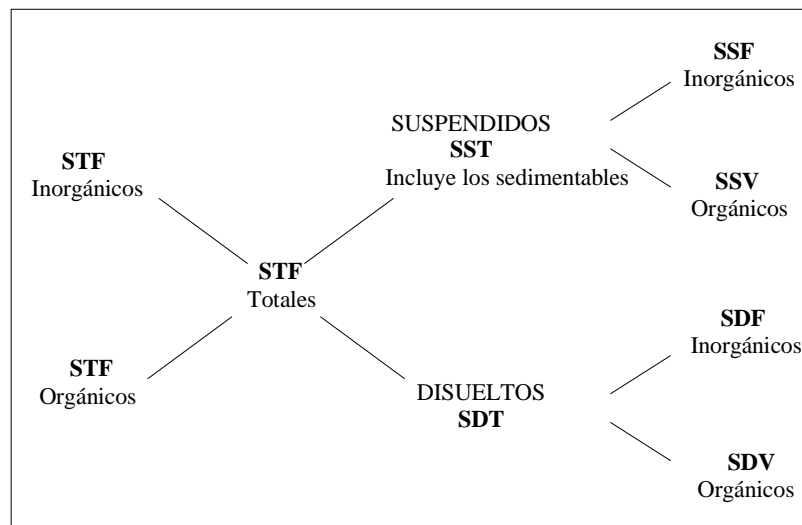 STF
Inorgánicos
STF
Orgánicos
STF
Totales
SUSPENDIDOS
SST
Incluye los sedimentables
DISUELTOS
SDT
SSF
Inorgánicos
SSV
Orgánicos
SDF
Inorgánicos
SDV
Orgánicos